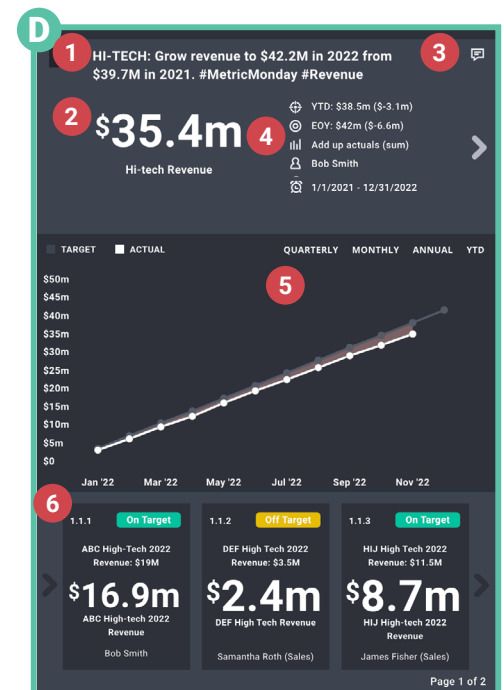 D
1
HI-TECH: Grow revenue to $42.2M in 2022 from
$39.7M in 2021. #MetricMonday #Revenue
3
2
$35.4m
Hi-tech Revenue
4
YTD: $38.5m ($-3.1m)
EOY: $42m ($-6.6m)
Add up actuals (sum)
Bob Smith
1/1/2021 - 12/31/2022
TARGET
ACTUAL
QUARTERLY MONTHLY ANNUAL YTD
5
$50m
$45m
$40m
$35m
$30m
$25m
$20m
$15m
$10m
$5m
$0
Jan '22 Mar '22 May '22 Jul '22 Sep '22 Nov '22
6
1.1.1 On Target
ABC High-Tech 2022
Revenue: $19M
$16.9m
ABC High-tech 2022
Revenue
Bob Smith
1.1.2 Off Target
DEF High Tech 2022
Revenue: $3.5M
$2.4m
DEF High Tech Revenue
Samantha Roth (Sales)
1.1.3 On Target
HIJ High Tech 2022
Revenue: $11.5M
$8.7m
HIJ High-tech 2022
Revenue
James Fisher (Sales)
Page 1 of 2